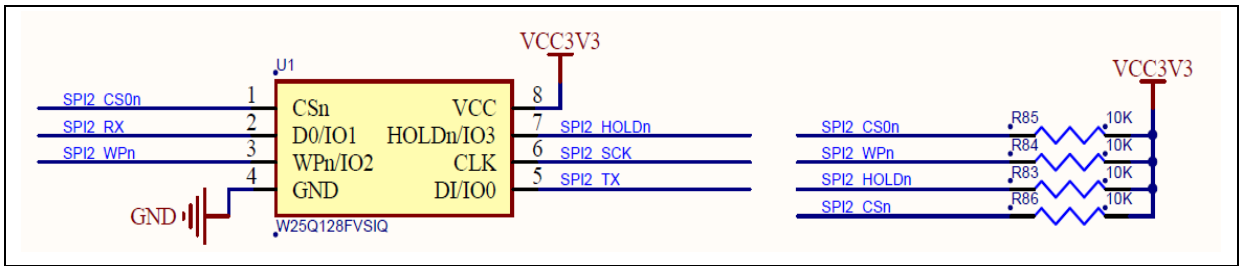 VCC3V3
U1
SPI2_CS0n 1 CSn VCC 8
SPI2_RX 2 D0/IO1 HOLDn/IO3 7 SPI2_HOLDn
SPI2_WPn 3 WPn/IO2 CLK 6 SPI2_SCK
4 GND DI/IO0 5 SPI2_TX
GND
W25Q128FVSIQ
VCC3V3
SPI2_CS0n R85 10K
SPI2_WPn R84 10K
SPI2_HOLDn R83 10K
SPI2_CSn R86 10K